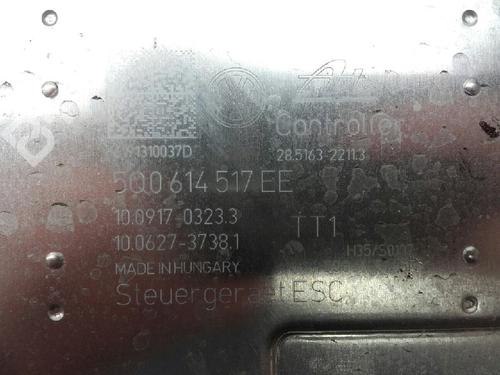 Controller
28.5163-2211.3
5Q0 614 517 EE
10.0917-0323.3
TT1
10.0627-3738.1
MADE IN HUNGARY
Steuergeraet ESC